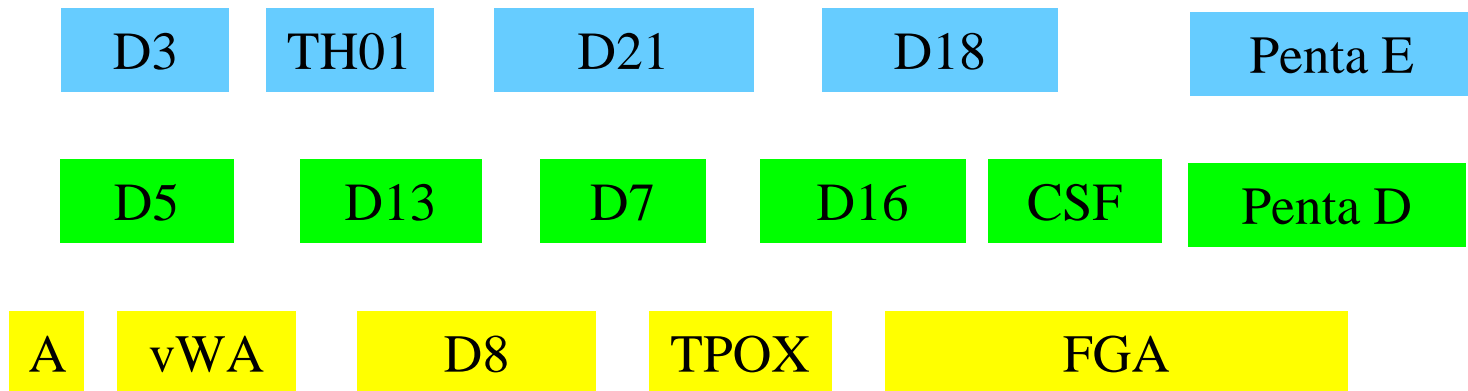 D3 TH01 D21 D18 Penta E
D5 D13 D7 D16 CSF Penta D
A vWA D8 TPOX FGA